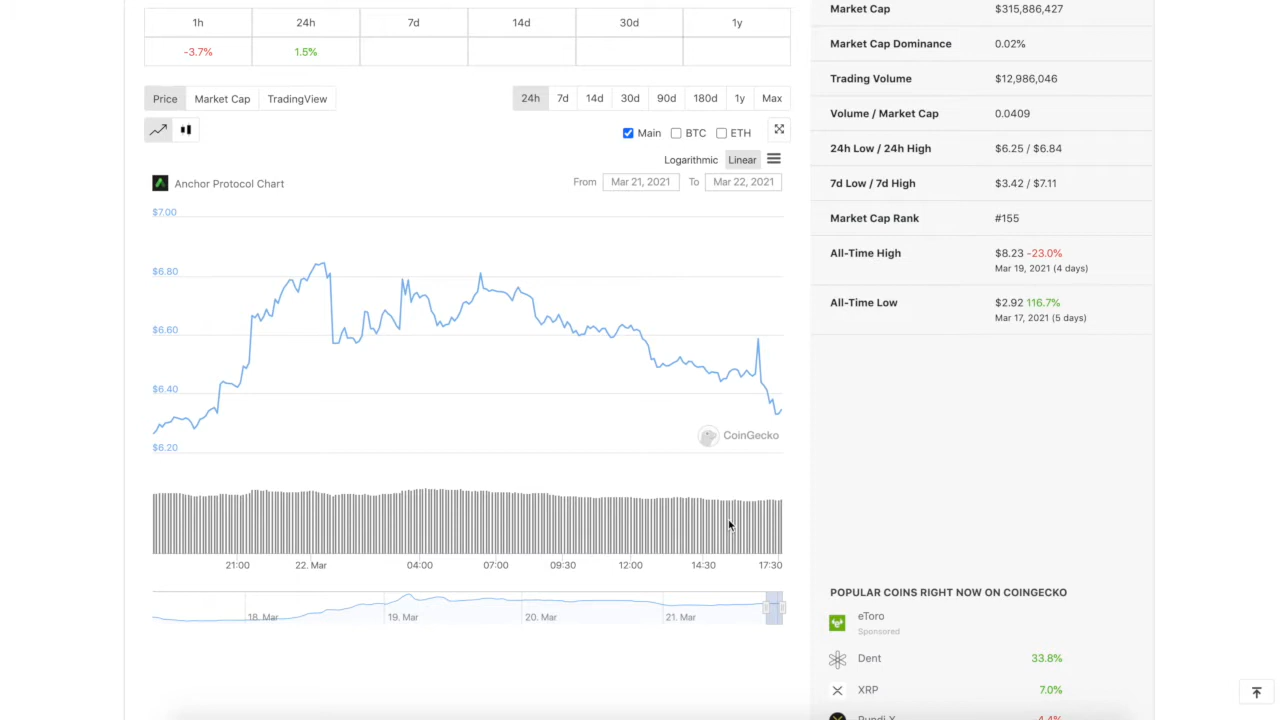 1h 24h 7d 14d 30d 1y
-3.7% 1.5%
Price Market Cap TradingView
24h 7d 14d 30d 90d 180d 1y Max
Main BTC ETH
Logarithmic Linear
Anchor Protocol Chart
From Mar 21, 2021 To Mar 22, 2021
$7.00
$6.80
$6.60
$6.40
$6.20
CoinGecko
21:00 22. Mar 04:00 07:00 09:30 12:00 14:30 17:30
18. Mar 19. Mar 20. Mar 21. Mar
Market Cap $315,886,427
Market Cap Dominance 0.02%
Trading Volume $12,986,046
Volume / Market Cap 0.0409
24h Low / 24h High $6.25 / $6.84
7d Low / 7d High $3.42 / $7.11
Market Cap Rank #155
All-Time High $8.23 -23.0%
Mar 19, 2021 (4 days)
All-Time Low $2.92 116.7%
Mar 17, 2021 (5 days)
POPULAR COINS RIGHT NOW ON COINGECKO
eToro
Sponsored
Dent 33.8%
XRP 7.0%
Pundi X -4.4%